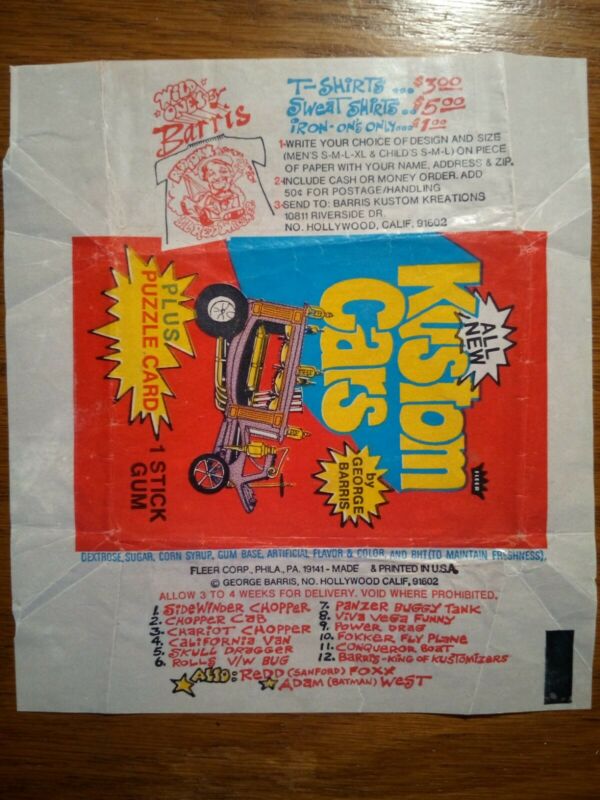 WILD
ONES BY
Barris
T-SHIRTS ... $3.00
SWEAT SHIRTS .. $5.00
IRON-ONS ONLY... $1.00
1-WRITE YOUR CHOICE OF DESIGN AND SIZE
(MEN'S S-M-L-XL & CHILD'S S-M-L) ON PIECE
OF PAPER WITH YOUR NAME, ADDRESS & ZIP.
2-INCLUDE CASH OR MONEY ORDER. ADD
50¢ FOR POSTAGE/HANDLING
3-SEND TO: BARRIS KUSTOM KREATIONS
10811 RIVERSIDE DR.
NO. HOLLYWOOD, CALIF. 91602
ALL
NEW
Kustom
Cars
by
GEORGE
BARRIS
FLEER
PLUS
PUZZLE CARD
1 STICK
GUM
DEXTROSE, SUGAR, CORN SYRUP, GUM BASE, ARTIFICIAL FLAVOR & COLOR, AND BHT (TO MAINTAIN FRESHNESS).
FLEER CORP., PHILA., PA. 19141 - MADE & PRINTED IN U.S.A.
© GEORGE BARRIS, NO. HOLLYWOOD CALIF, 91602
ALLOW 3 TO 4 WEEKS FOR DELIVERY. VOID WHERE PROHIBITED.
1. SIDEWINDER CHOPPER
2. CHOPPER CAB
3. CHARIOT CHOPPER
4. CALIFORNIA VAN
5. SKULL DRAGGER
6. ROLLS V/W BUG
7. PANZER BUGGY TANK
8. VIVA VEGA FUNNY
9. POWER DRAG
10. FOKKER FLY PLANE
11. CONQUEROR BOAT
12. BARRIS-KING OF KUSTOMIZERS
ALSO: REDD (SANFORD) FOXX
ADAM (BATMAN) WEST